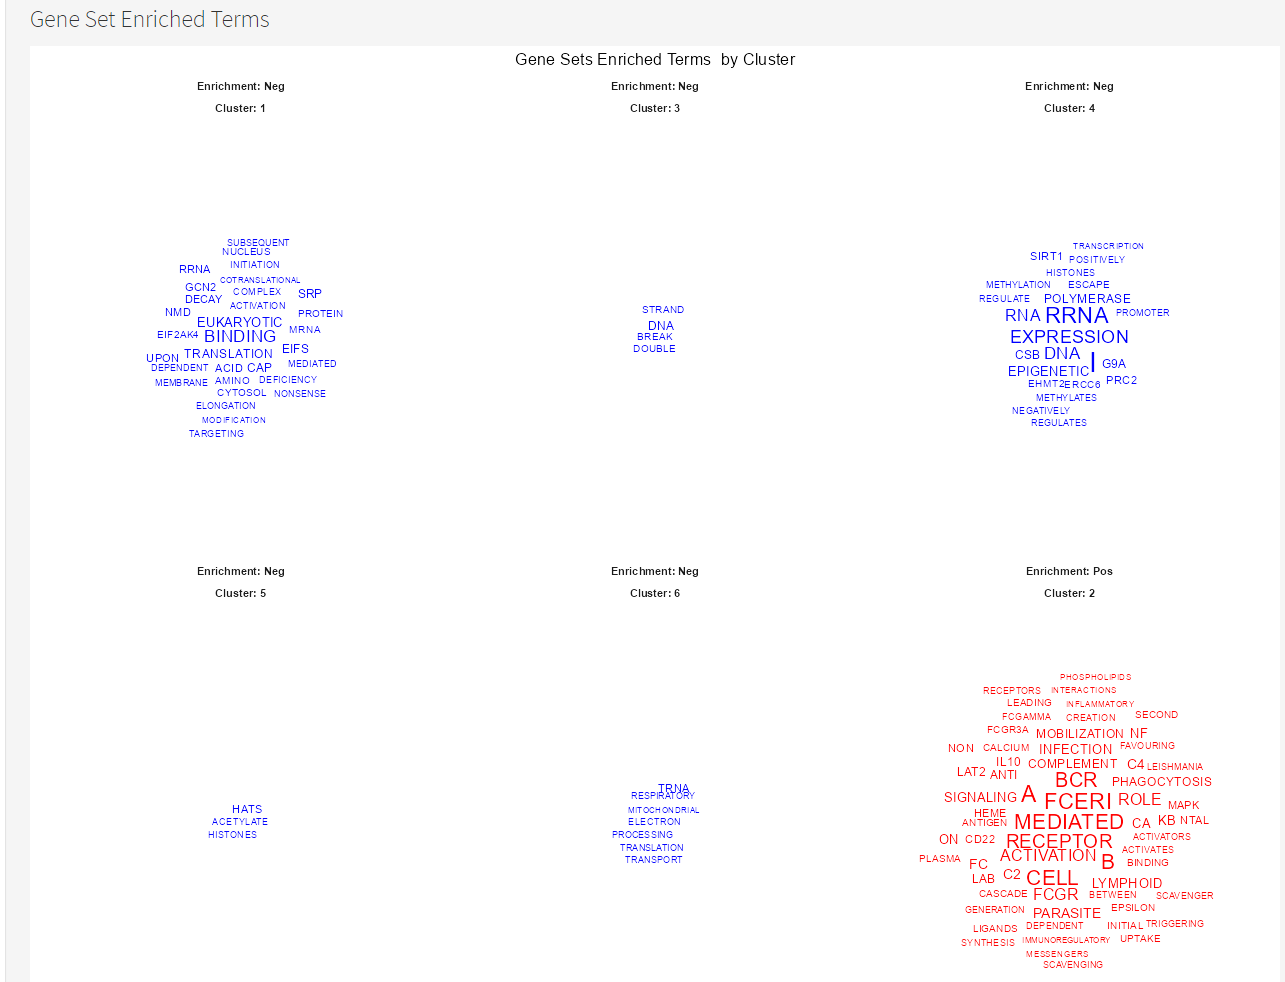 Gene Set Enriched Terms
Gene Sets Enriched Terms by Cluster
Enrichment: Neg
Cluster: 1
SUBSEQUENT
NUCLEUS
RRNA INITIATION
COTRANSLATIONAL
GCN2 COMPLEX SRP
DECAY ACTIVATION
NMD PROTEIN
EUKARYOTIC
EIF2AK4 BINDING MRNA
UPON TRANSLATION EIFS
DEPENDENT ACID CAP MEDIATED
MEMBRANE AMINO DEFICIENCY
CYTOSOL NONSENSE
ELONGATION
MODIFICATION
TARGETING
Enrichment: Neg
Cluster: 3
STRAND
DNA
BREAK
DOUBLE
Enrichment: Neg
Cluster: 4
TRANSCRIPTION
SIRT1 POSITIVELY
HISTONES
METHYLATION ESCAPE
REGULATE POLYMERASE
RNA RRNA PROMOTER
EXPRESSION
CSB DNA I G9A
EPIGENETIC
EHMT2 ERCC6 PRC2
METHYLATES
NEGATIVELY
REGULATES
Enrichment: Neg
Cluster: 5
HATS
ACETYLATE
HISTONES
Enrichment: Neg
Cluster: 6
TRNA
RESPIRATORY
MITOCHONDRIAL
ELECTRON
PROCESSING
TRANSLATION
TRANSPORT
Enrichment: Pos
Cluster: 2
PHOSPHOLIPIDS
RECEPTORS INTERACTIONS
LEADING INFLAMMATORY
FCGAMMA CREATION SECOND
FCGR3A MOBILIZATION NF
NON CALCIUM INFECTION FAVOURING
IL10 COMPLEMENT C4 LEISHMANIA
LAT2 ANTI
BCR PHAGOCYTOSIS
SIGNALING A FCERI ROLE MAPK
HEME
ANTIGEN MEDIATED CA KB NTAL
ON CD22 RECEPTOR ACTIVATORS
PLASMA FC ACTIVATION B ACTIVATES
BINDING
LAB C2 CELL LYMPHOID
CASCADE FCGR BETWEEN SCAVENGER
GENERATION PARASITE EPSILON
LIGANDS DEPENDENT INITIAL TRIGGERING
SYNTHESIS IMMUNOREGULATORY UPTAKE
MESSENGERS
SCAVENGING